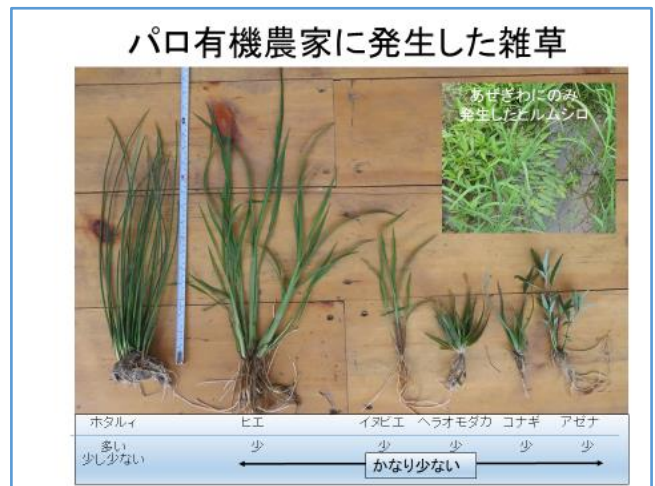 パロ有機農家に発生した雑草
あぜぎわにのみ
発生したヒルムシロ
ホタルィ ヒエ イヌビエ ヘラオモダカ コナギ アゼナ
多い 少 少 少 少 少
少し少ない
かなり少ない